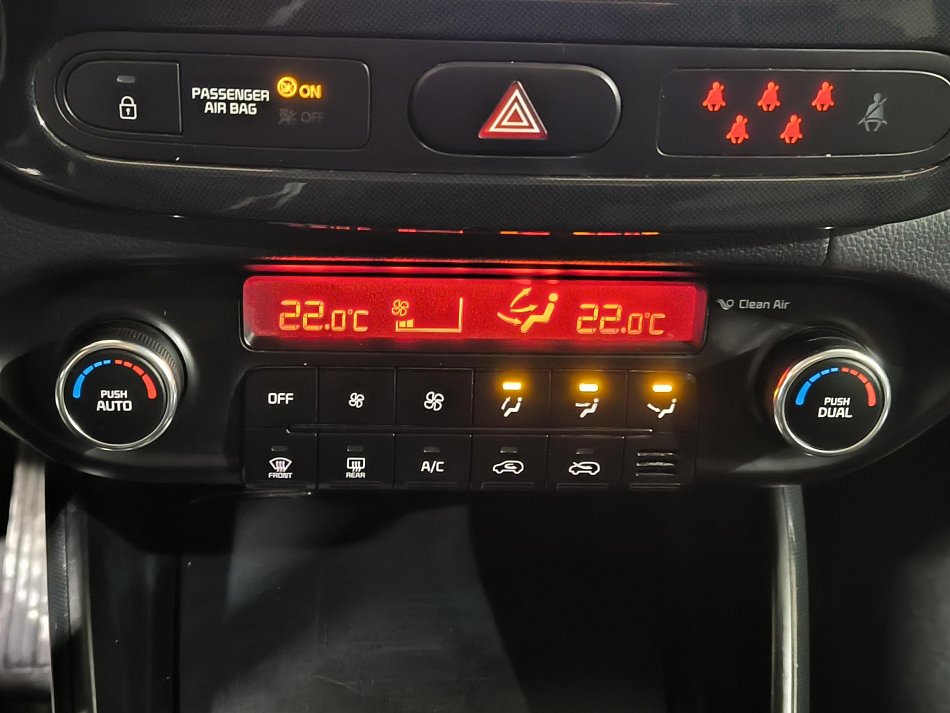 PASSENGER
AIR BAG
ON
OFF
22.0°C
22.0°C
Clean Air
PUSH
AUTO
PUSH
DUAL
OFF
FRONT
REAR
A/C